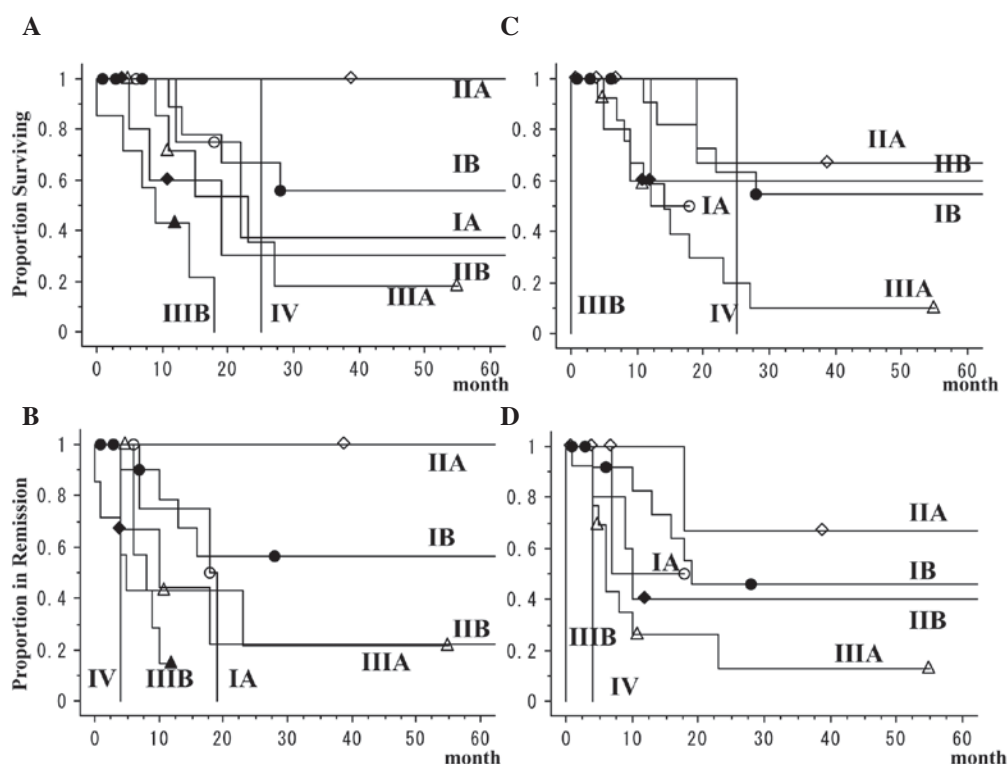 A
Proportion Surviving
1
0.8
0.6
0.4
0.2
0
IIA
IB
IA
IIB
IIIA
IIIB
IV
0 10 20 30 40 50 60
month
C
1
0.8
0.6
0.4
0.2
0
IIA
IIB
IB
IA
IIIA
IIIB
IV
0 10 20 30 40 50 60
month
B
Proportion in Remission
1
0.8
0.6
0.4
0.2
0
IIA
IB
IIB
IIIA
IV
IIIB
IA
0 10 20 30 40 50 60
month
D
1
0.8
0.6
0.4
0.2
0
IIA
IA
IB
IIB
IIIB
IIIA
IV
0 10 20 30 40 50 60
month